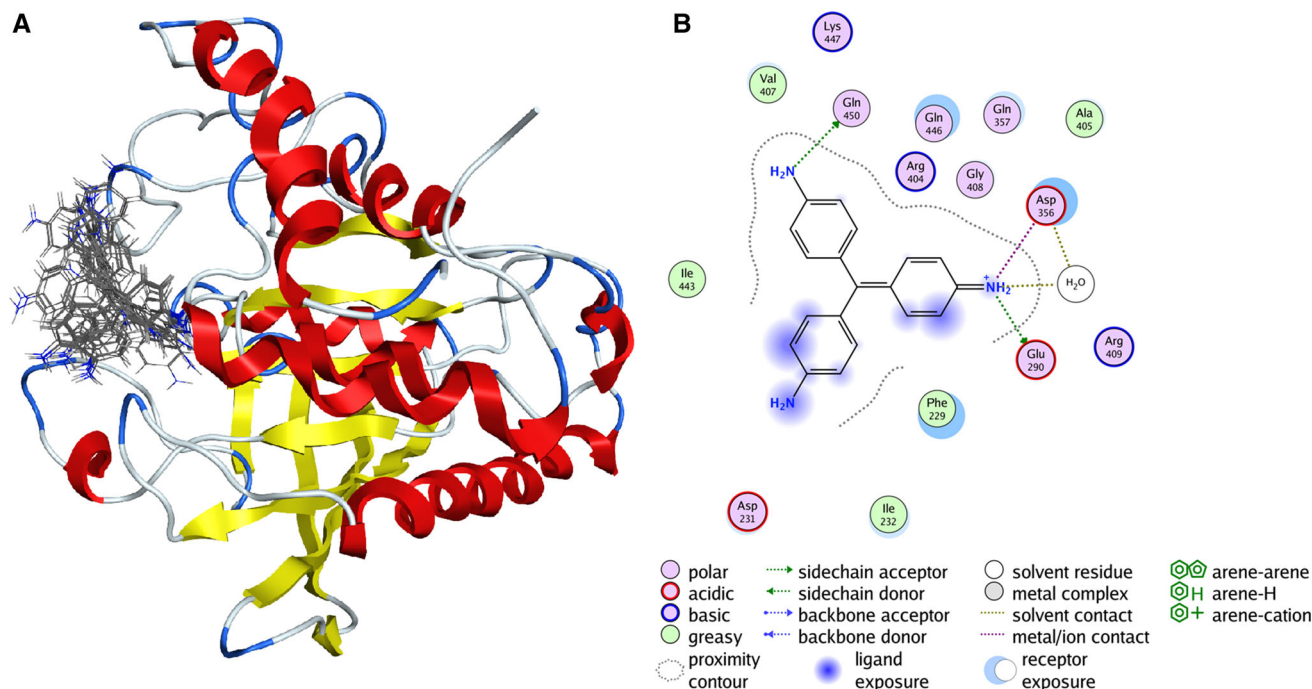 A
B
Lys
447
Val
407
Gln
450
Gln
446
Gln
357
Ala
405
Arg
404
Gly
408
H₂N
Asp
356
Ile
443
+
NH₂
H₂O
Glu
290
Arg
409
H₂N
Phe
229
Asp
231
Ile
232
polar
acidic
basic
greasy
proximity
contour
sidechain acceptor
sidechain donor
backbone acceptor
backbone donor
ligand
exposure
solvent residue
metal complex
solvent contact
metal/ion contact
receptor
exposure
arene-arene
H arene-H
+ arene-cation